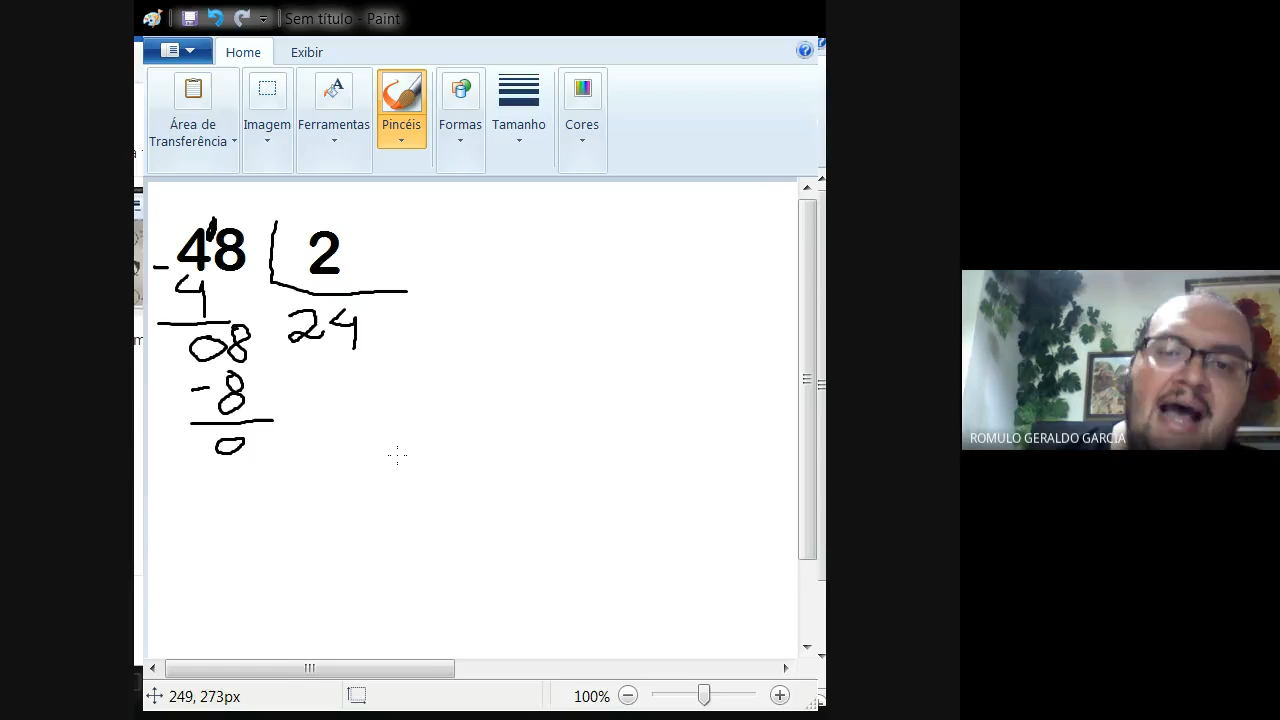 Sem título - Paint
Home Exibir
Área de Transferência
Imagem
Ferramentas
Pincéis
Formas
Tamanho
Cores
48 2
- 4 24
08
- 8
0
ROMULO GERALDO GARCIA
249, 273px
100%